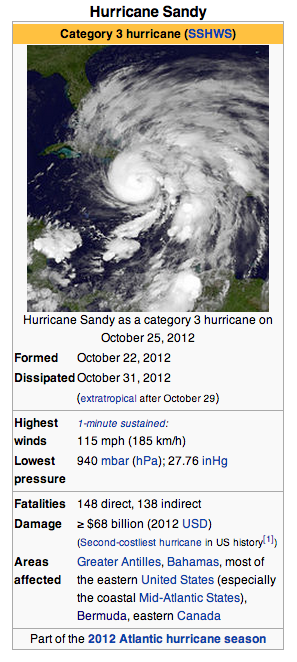 Hurricane Sandy
Category 3 hurricane (SSHWS)
Hurricane Sandy as a category 3 hurricane on
October 25, 2012
Formed October 22, 2012
Dissipated October 31, 2012
(extratropical after October 29)
Highest winds 1-minute sustained:
115 mph (185 km/h)
Lowest pressure 940 mbar (hPa); 27.76 inHg
Fatalities 148 direct, 138 indirect
Damage ≥ $68 billion (2012 USD)
(Second-costliest hurricane in US history[1])
Areas affected Greater Antilles, Bahamas, most of
the eastern United States (especially
the coastal Mid-Atlantic States),
Bermuda, eastern Canada
Part of the 2012 Atlantic hurricane season